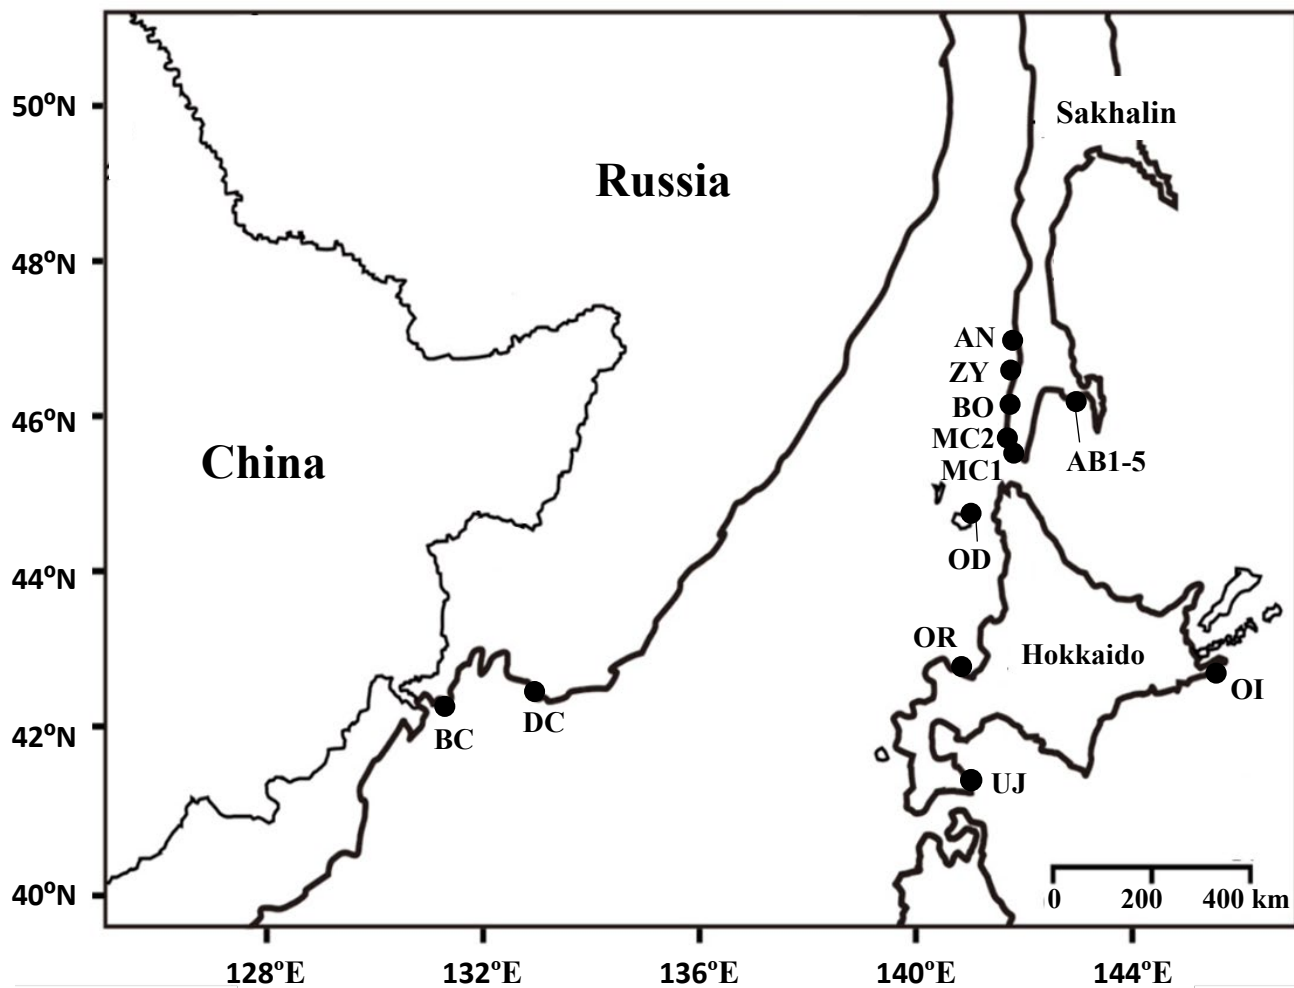 50ºN
Sakhalin
Russia
48ºN
AN
ZY
46ºN
BO
MC2
China
AB1-5
MC1
OD
44ºN
OR
Hokkaido
OI
42ºN
DC
BC
UJ
40ºN
0 200 400 km
128ºE 132ºE 136ºE 140ºE 144ºE